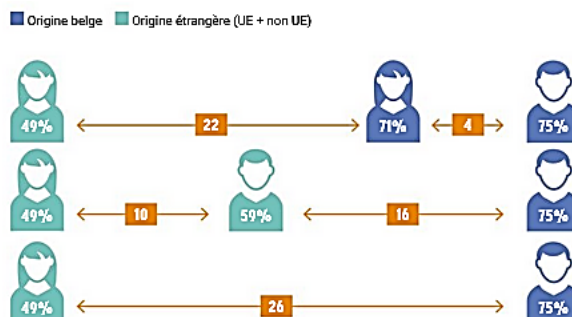 Origine belge Origine étrangère (UE + non UE)
49% 22 71% 4 75%
49% 10 59% 16 75%
49% 26 75%